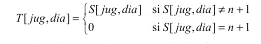 T[jug,dia] = { S[jug,dia] si S[jug,dia] ≠ n+1
0 si S[jug,dia] = n+1